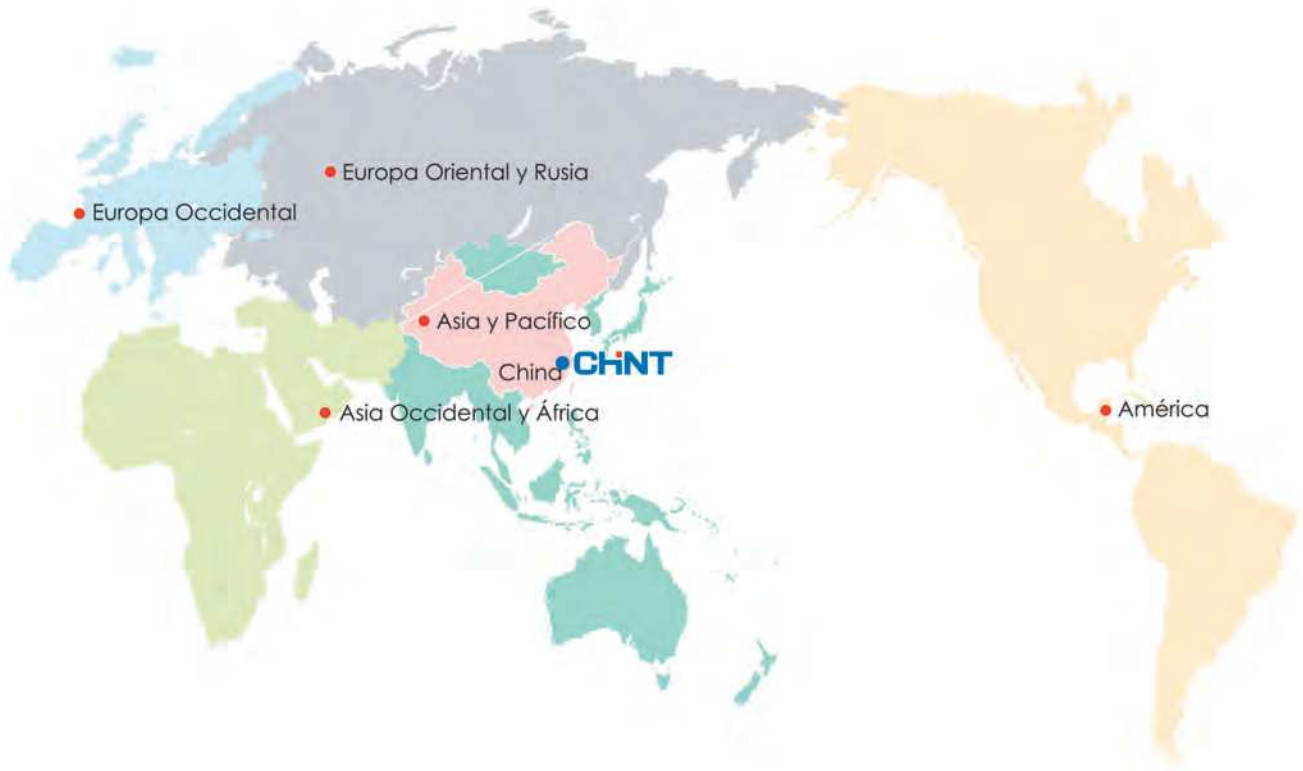 Europa Oriental y Rusia
Europa Occidental
Asia y Pacífico
China
CHiNT
Asia Occidental y África
América